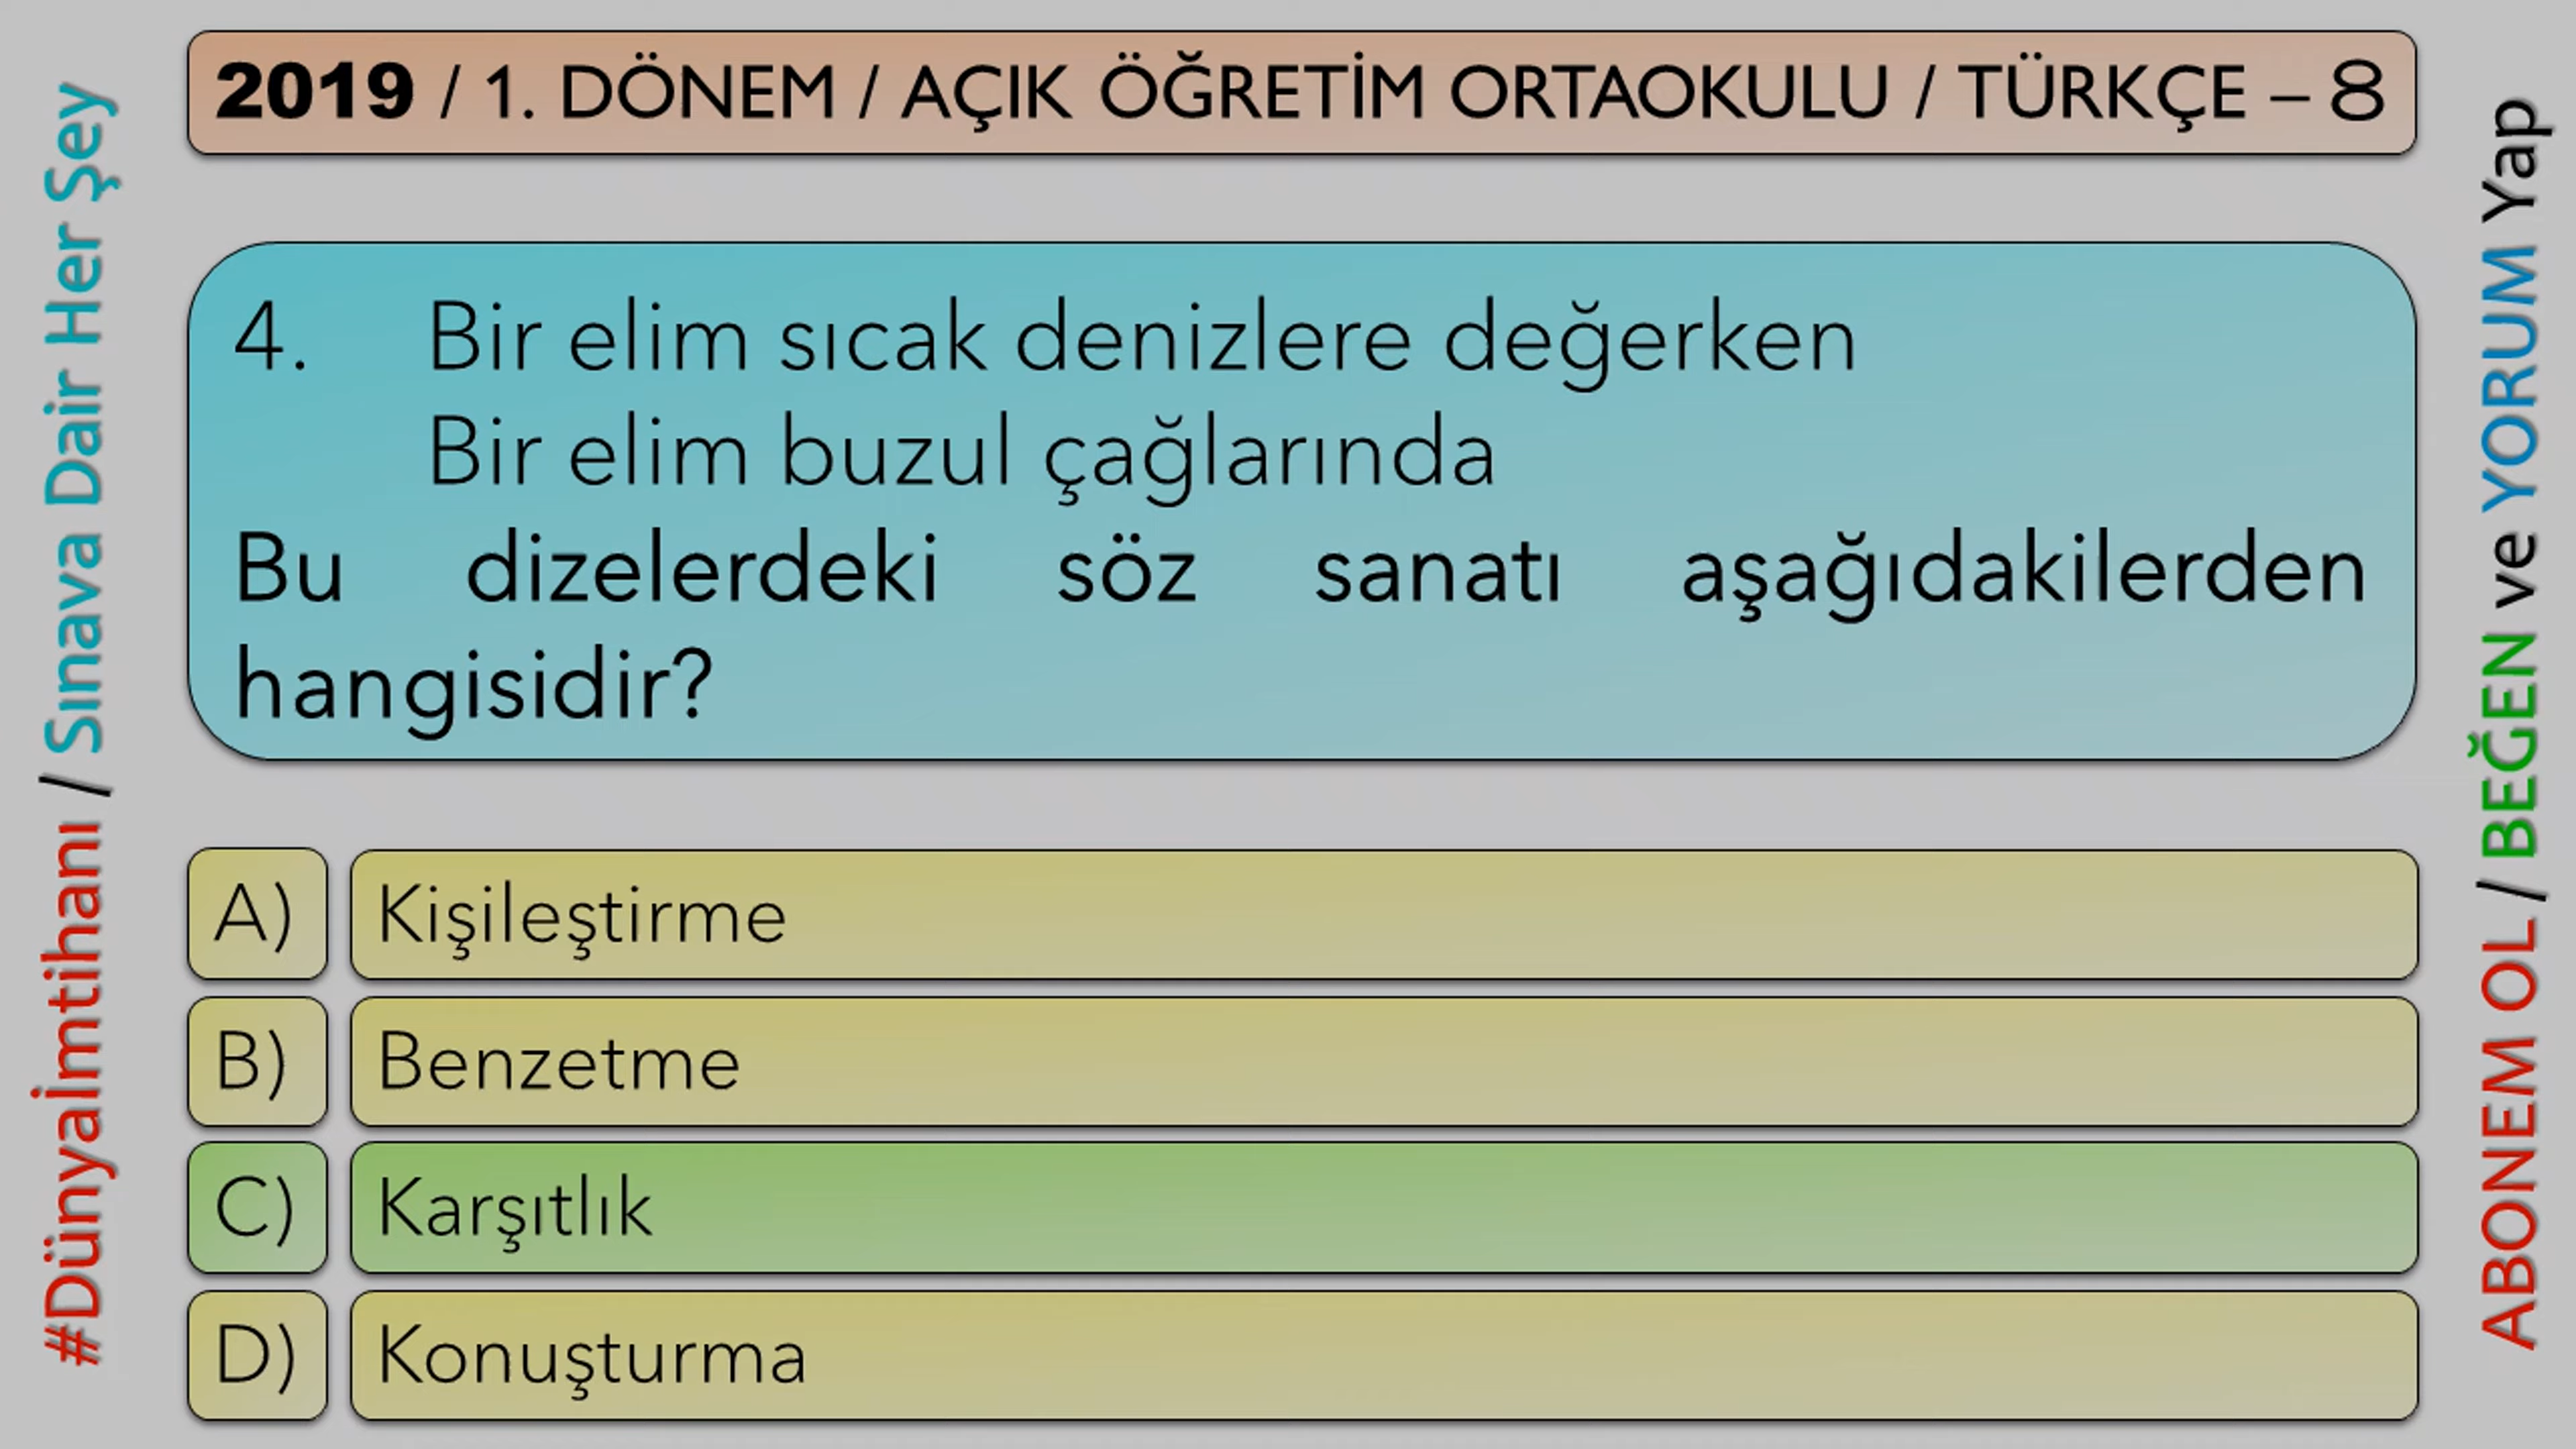 2019 / 1. DÖNEM / AÇIK ÖĞRETİM ORTAOKULU / TÜRKÇE – 8
4. Bir elim sıcak denizlere değerken
Bir elim buzul çağlarında
Bu dizelerdeki söz sanatı aşağıdakilerden
hangisidir?
A) Kişileştirme
B) Benzetme
C) Karşıtlık
D) Konuşturma
#Dünyaİmtihanı / Sınava Dair Her Şey
ABONEM OL / BEĞEN ve YORUM Yap